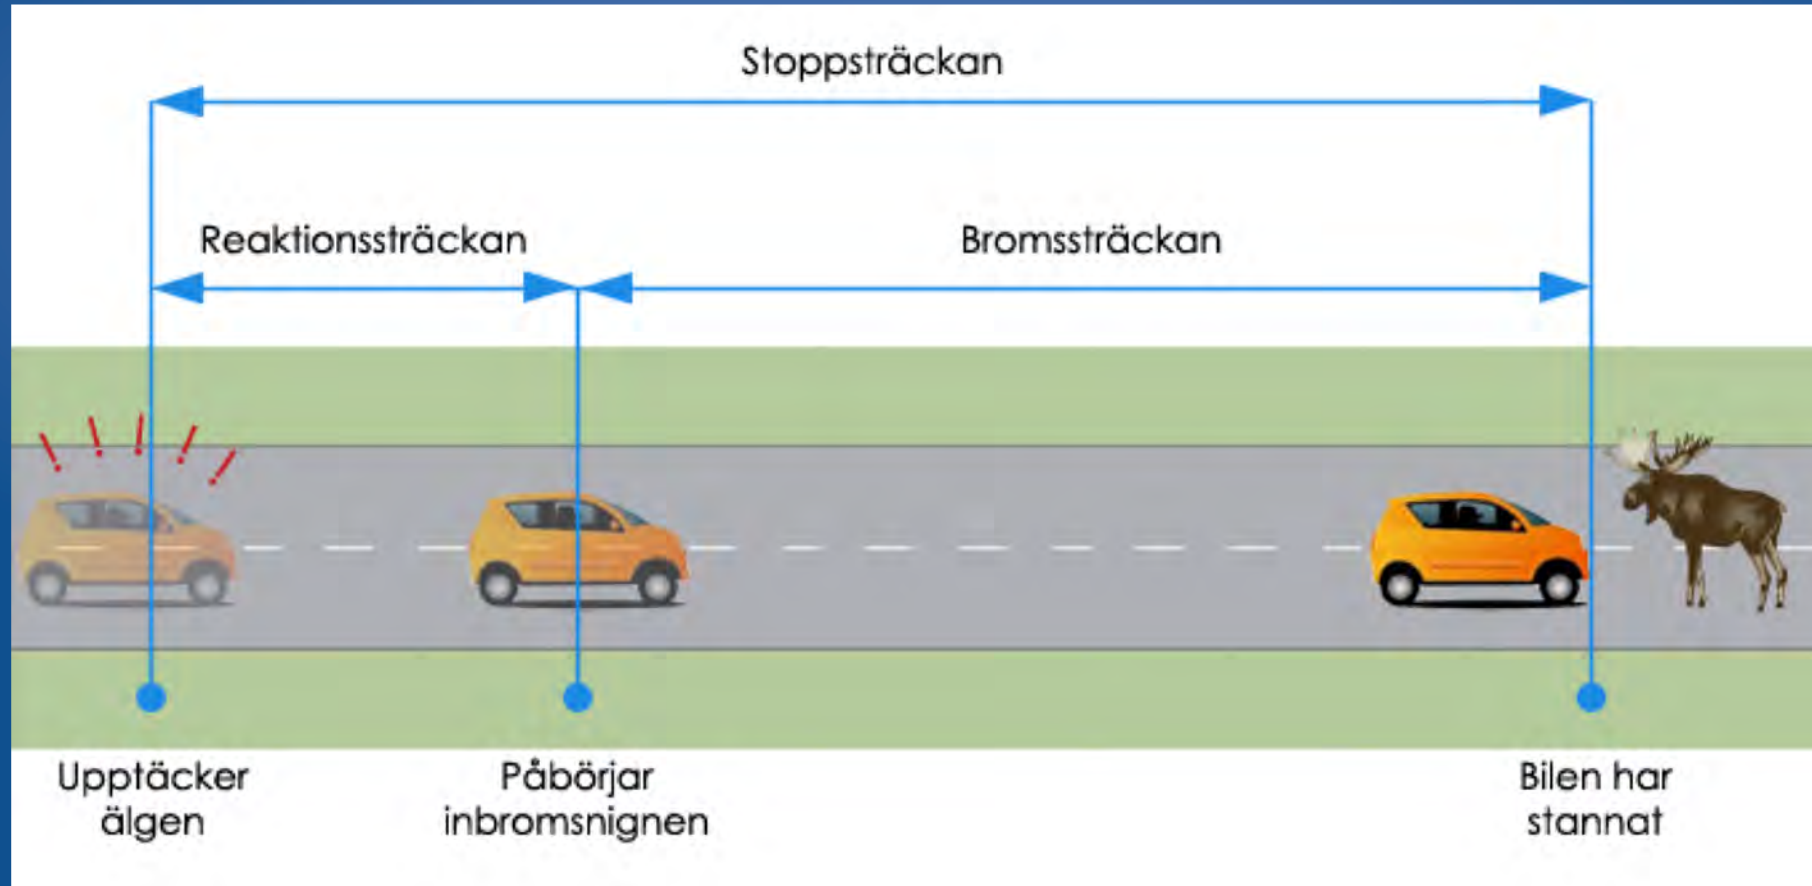 Stoppsträckan
Reaktionssträckan
Bromssträckan
Upptäcker
älgen
Påbörjar
inbromsnignen
Bilen har
stannat